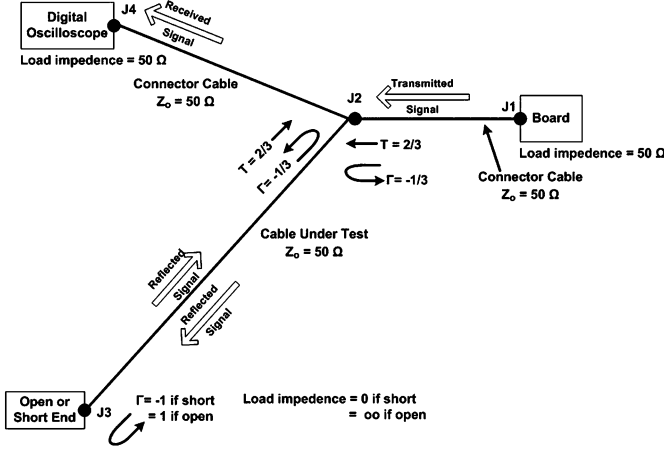 Digital
Oscilloscope
J4
Received
Signal
Load impedence = 50 Ω
Connector Cable
Zo = 50 Ω
J2
Transmitted
Signal
J1
Board
Load impedence = 50 Ω
Connector Cable
Zo = 50 Ω
T = 2/3
Γ= -1/3
T = 2/3
Γ= -1/3
Cable Under Test
Zo = 50 Ω
Reflected
Signal
Reflected
Signal
Open or
Short End
J3
Γ= -1 if short
= 1 if open
Load impedence = 0 if short
= oo if open